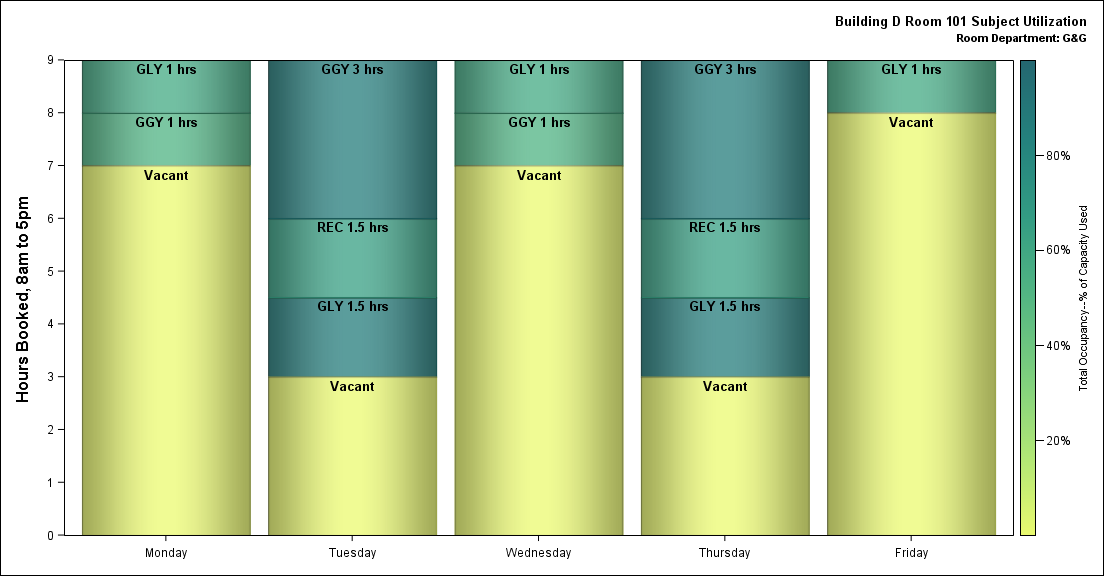 Building D Room 101 Subject Utilization
Room Department: G&G
Hours Booked, 8am to 5pm
9
8
7
6
5
4
3
2
1
0
GLY 1 hrs
GGY 1 hrs
Vacant
GGY 3 hrs
REC 1.5 hrs
GLY 1.5 hrs
Vacant
GLY 1 hrs
GGY 1 hrs
Vacant
GGY 3 hrs
REC 1.5 hrs
GLY 1.5 hrs
Vacant
GLY 1 hrs
Vacant
Monday
Tuesday
Wednesday
Thursday
Friday
80%
60%
40%
20%
Total Occupancy--% of Capacity Used